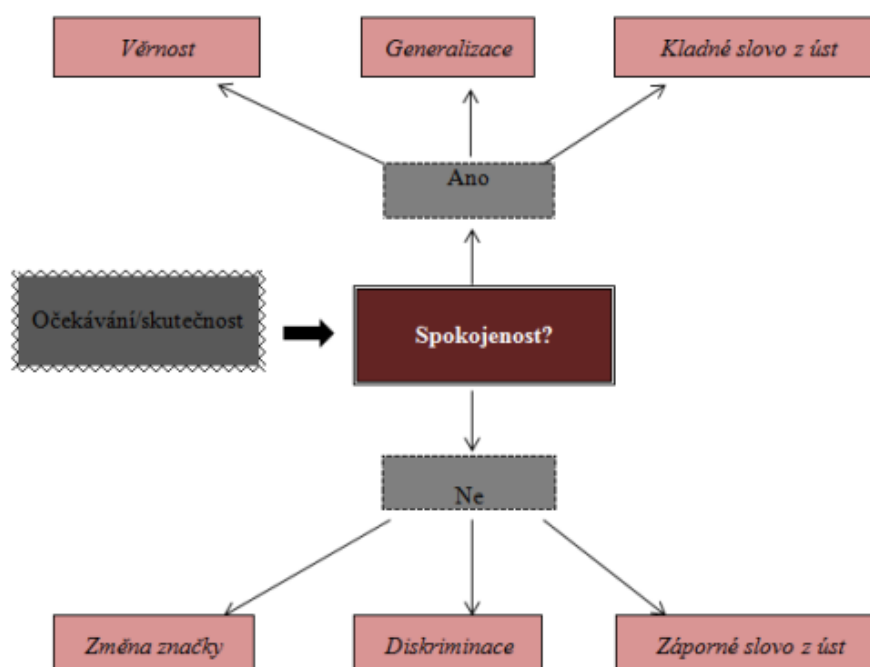 Věrnost
Generalizace
Kladné slovo z úst
Ano
Očekávání/skutečnost
Spokojenost?
Ne
Změna značky
Diskriminace
Záporné slovo z úst